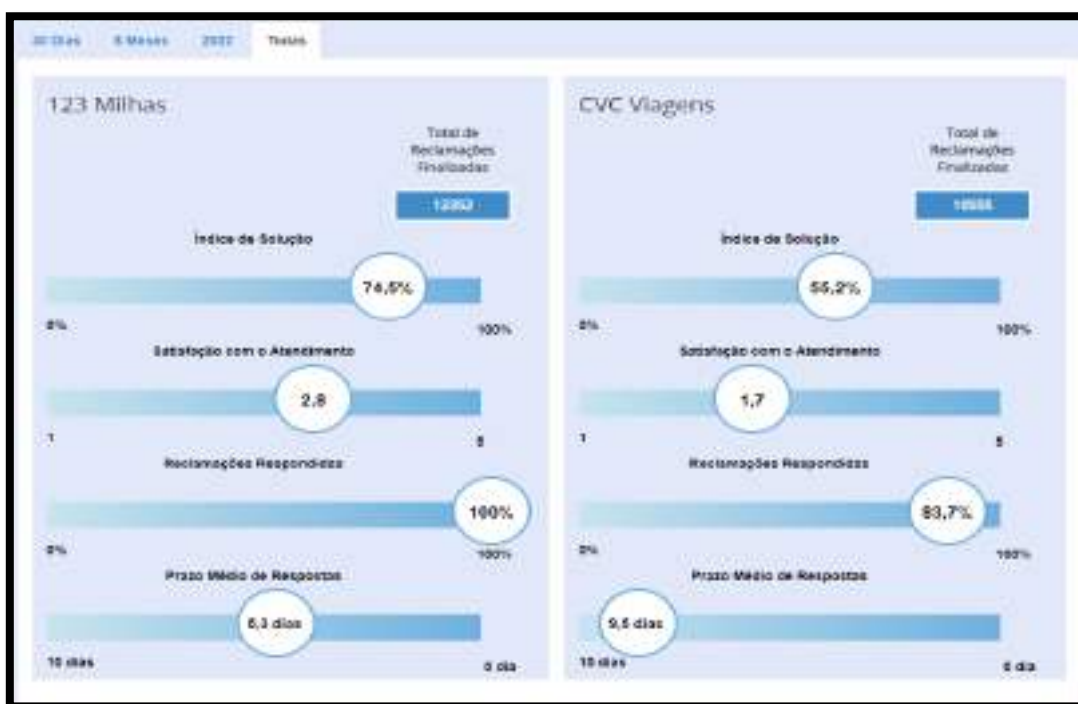 30 Dias 6 Meses 2022
123 Milhas
Total de
Reclamações
Finalizadas
Índice de Solução
74,5%
0% 100%
Satisfação com o Atendimento
2,8
1 5
Reclamações Respondidas
100%
0% 100%
Prazo Médio de Respostas
5,3 dias
10 dias 0 dia
CVC Viagens
Total de
Reclamações
Finalizadas
Índice de Solução
55,2%
0% 100%
Satisfação com o Atendimento
1,7
1 5
Reclamações Respondidas
83,7%
0% 100%
Prazo Médio de Respostas
9,5 dias
10 dias 0 dia